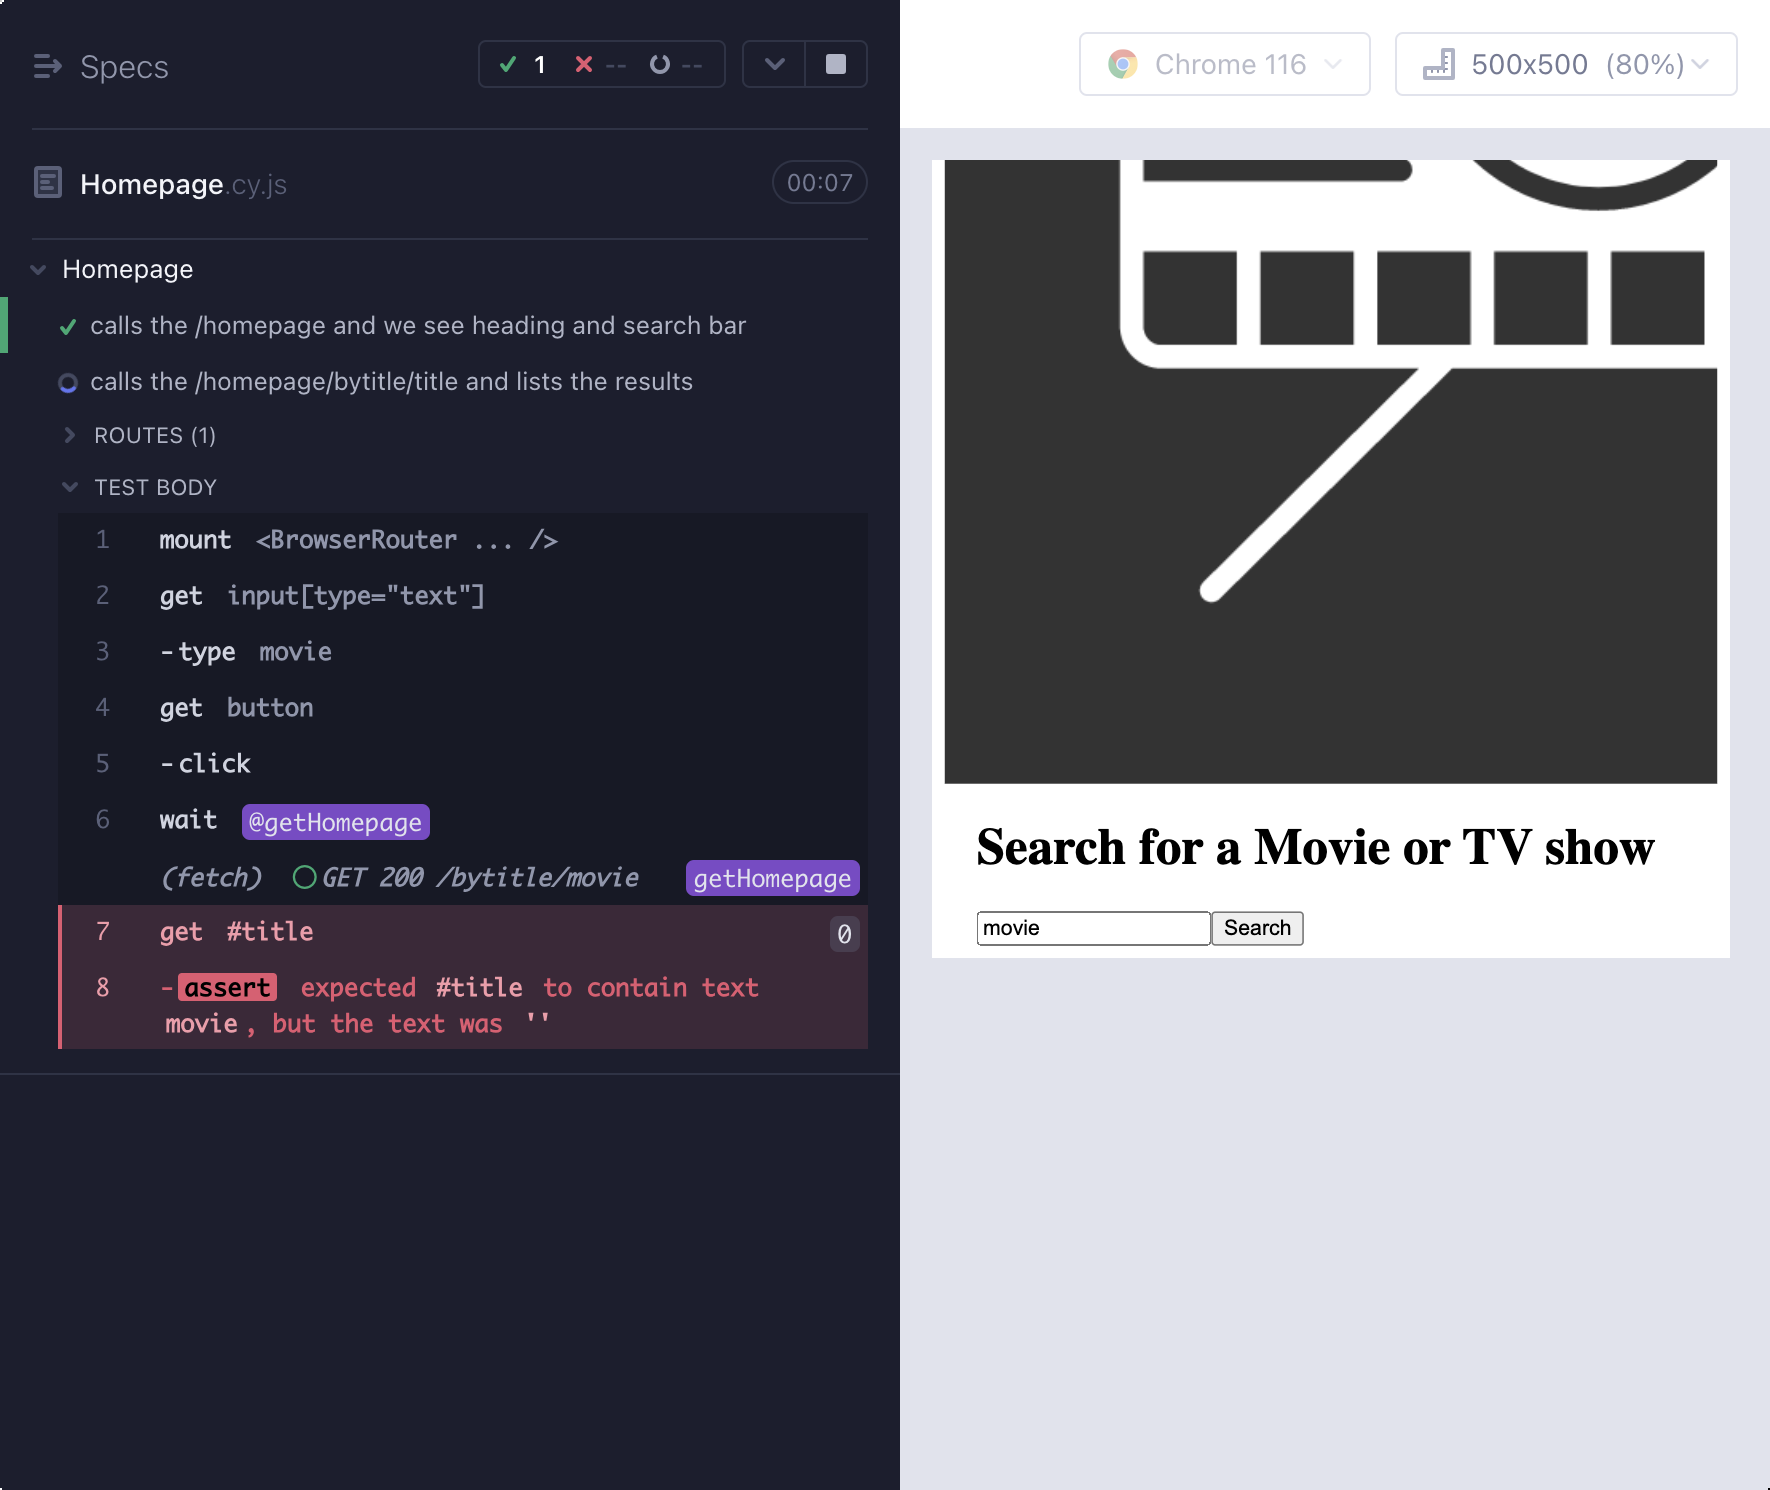 Specs
1 -- --
Homepage.cy.js
00:07
Homepage
calls the /homepage and we see heading and search bar
calls the /homepage/bytitle/title and lists the results
ROUTES (1)
TEST BODY
1 mount <BrowserRouter ... />
2 get input[type="text"]
3 -type movie
4 get button
5 -click
6 wait @getHomepage
(fetch) GET 200 /bytitle/movie getHomepage
7 get #title 0
8 -assert expected #title to contain text
movie, but the text was ''
Chrome 116
500x500 (80%)
Search for a Movie or TV show
movie Search